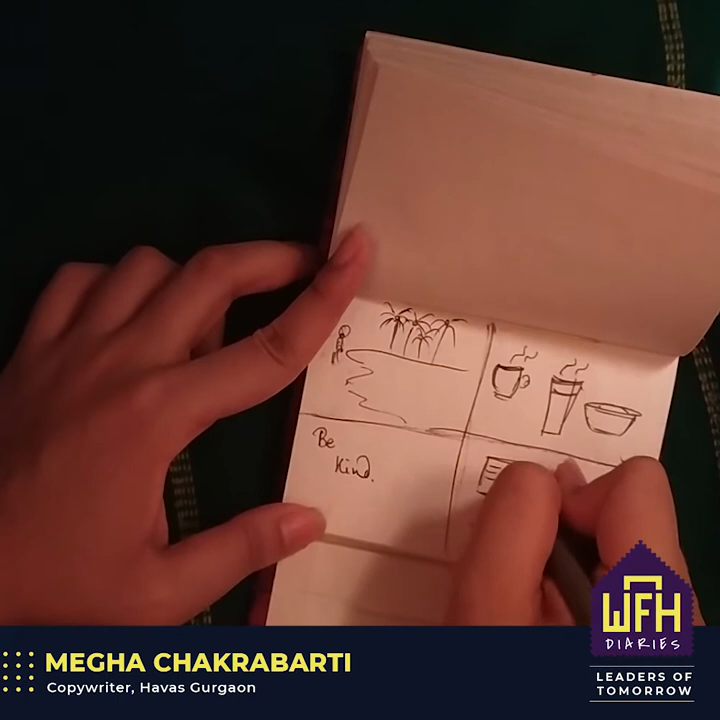 Be
Kind.
MEGHA CHAKRABARTI
Copywriter, Havas Gurgaon
WFH
DIARIES
LEADERS OF
TOMORROW